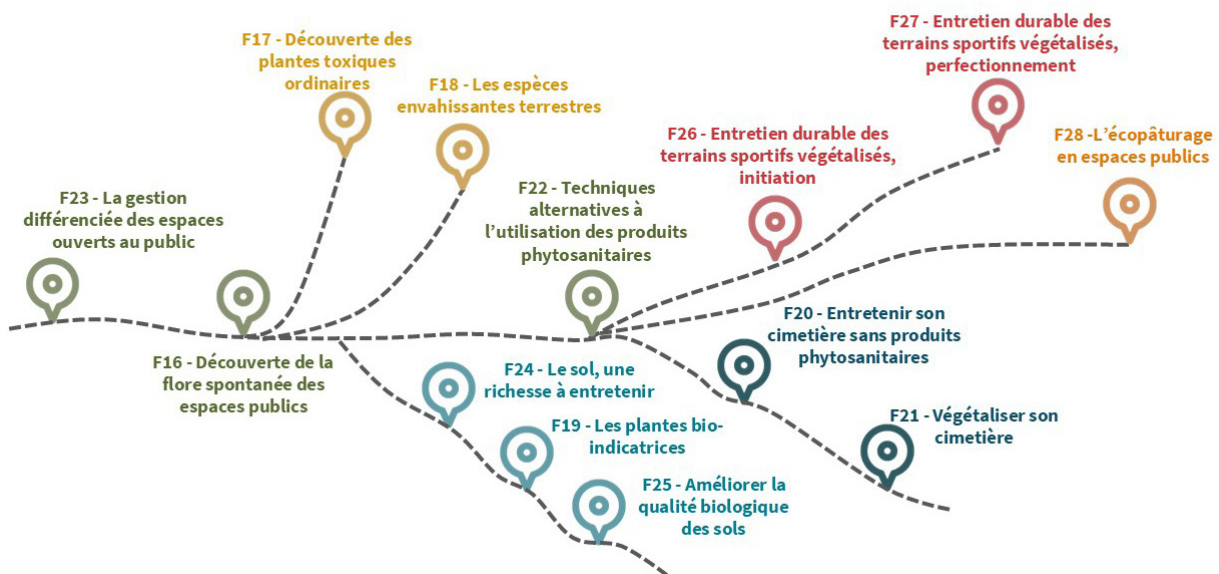 F27 - Entretien durable des
terrains sportifs végétalisés,
perfectionnement
F17 - Découverte des
plantes toxiques
ordinaires
F18 - Les espèces
envahissantes terrestres
F26 - Entretien durable des
terrains sportifs végétalisés,
initiation
F28 -L’écopâturage
en espaces publics
F23 - La gestion
différenciée des espaces
ouverts au public
F22 - Techniques
alternatives à
l’utilisation des produits
phytosanitaires
F16 - Découverte de la
flore spontanée des
espaces publics
F20 - Entretenir son
cimetière sans produits
phytosanitaires
F24 - Le sol, une
richesse à entretenir
F19 - Les plantes bio-
indicatrices
F21 - Végétaliser son
cimetière
F25 - Améliorer la
qualité biologique
des sols